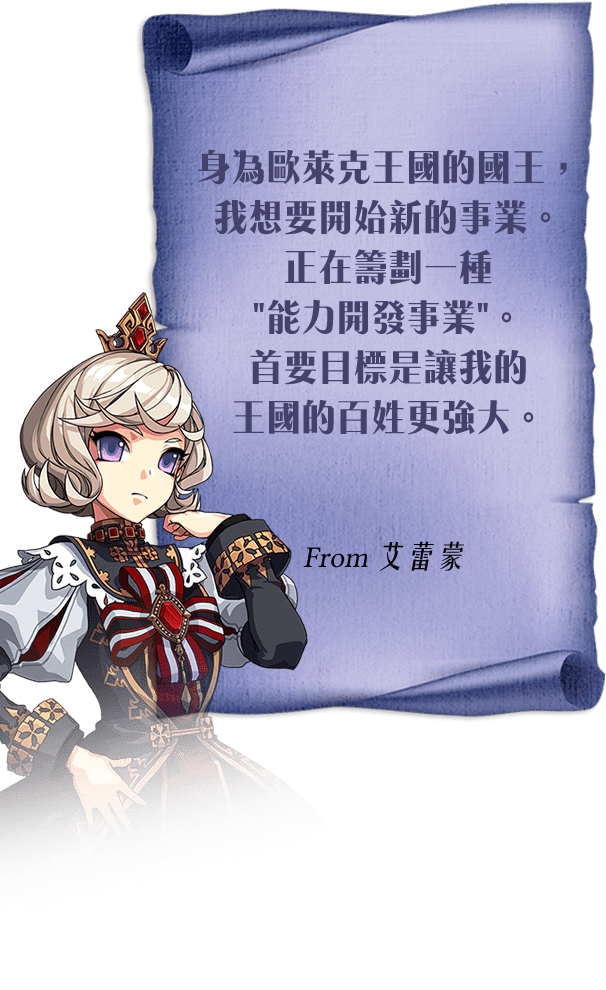 身為歐萊克王國的國王，
我想要開始新的事業。
正在籌劃一種
"能力開發事業"。
首要目標是讓我的
王國的百姓更強大。
From 艾蕾蒙